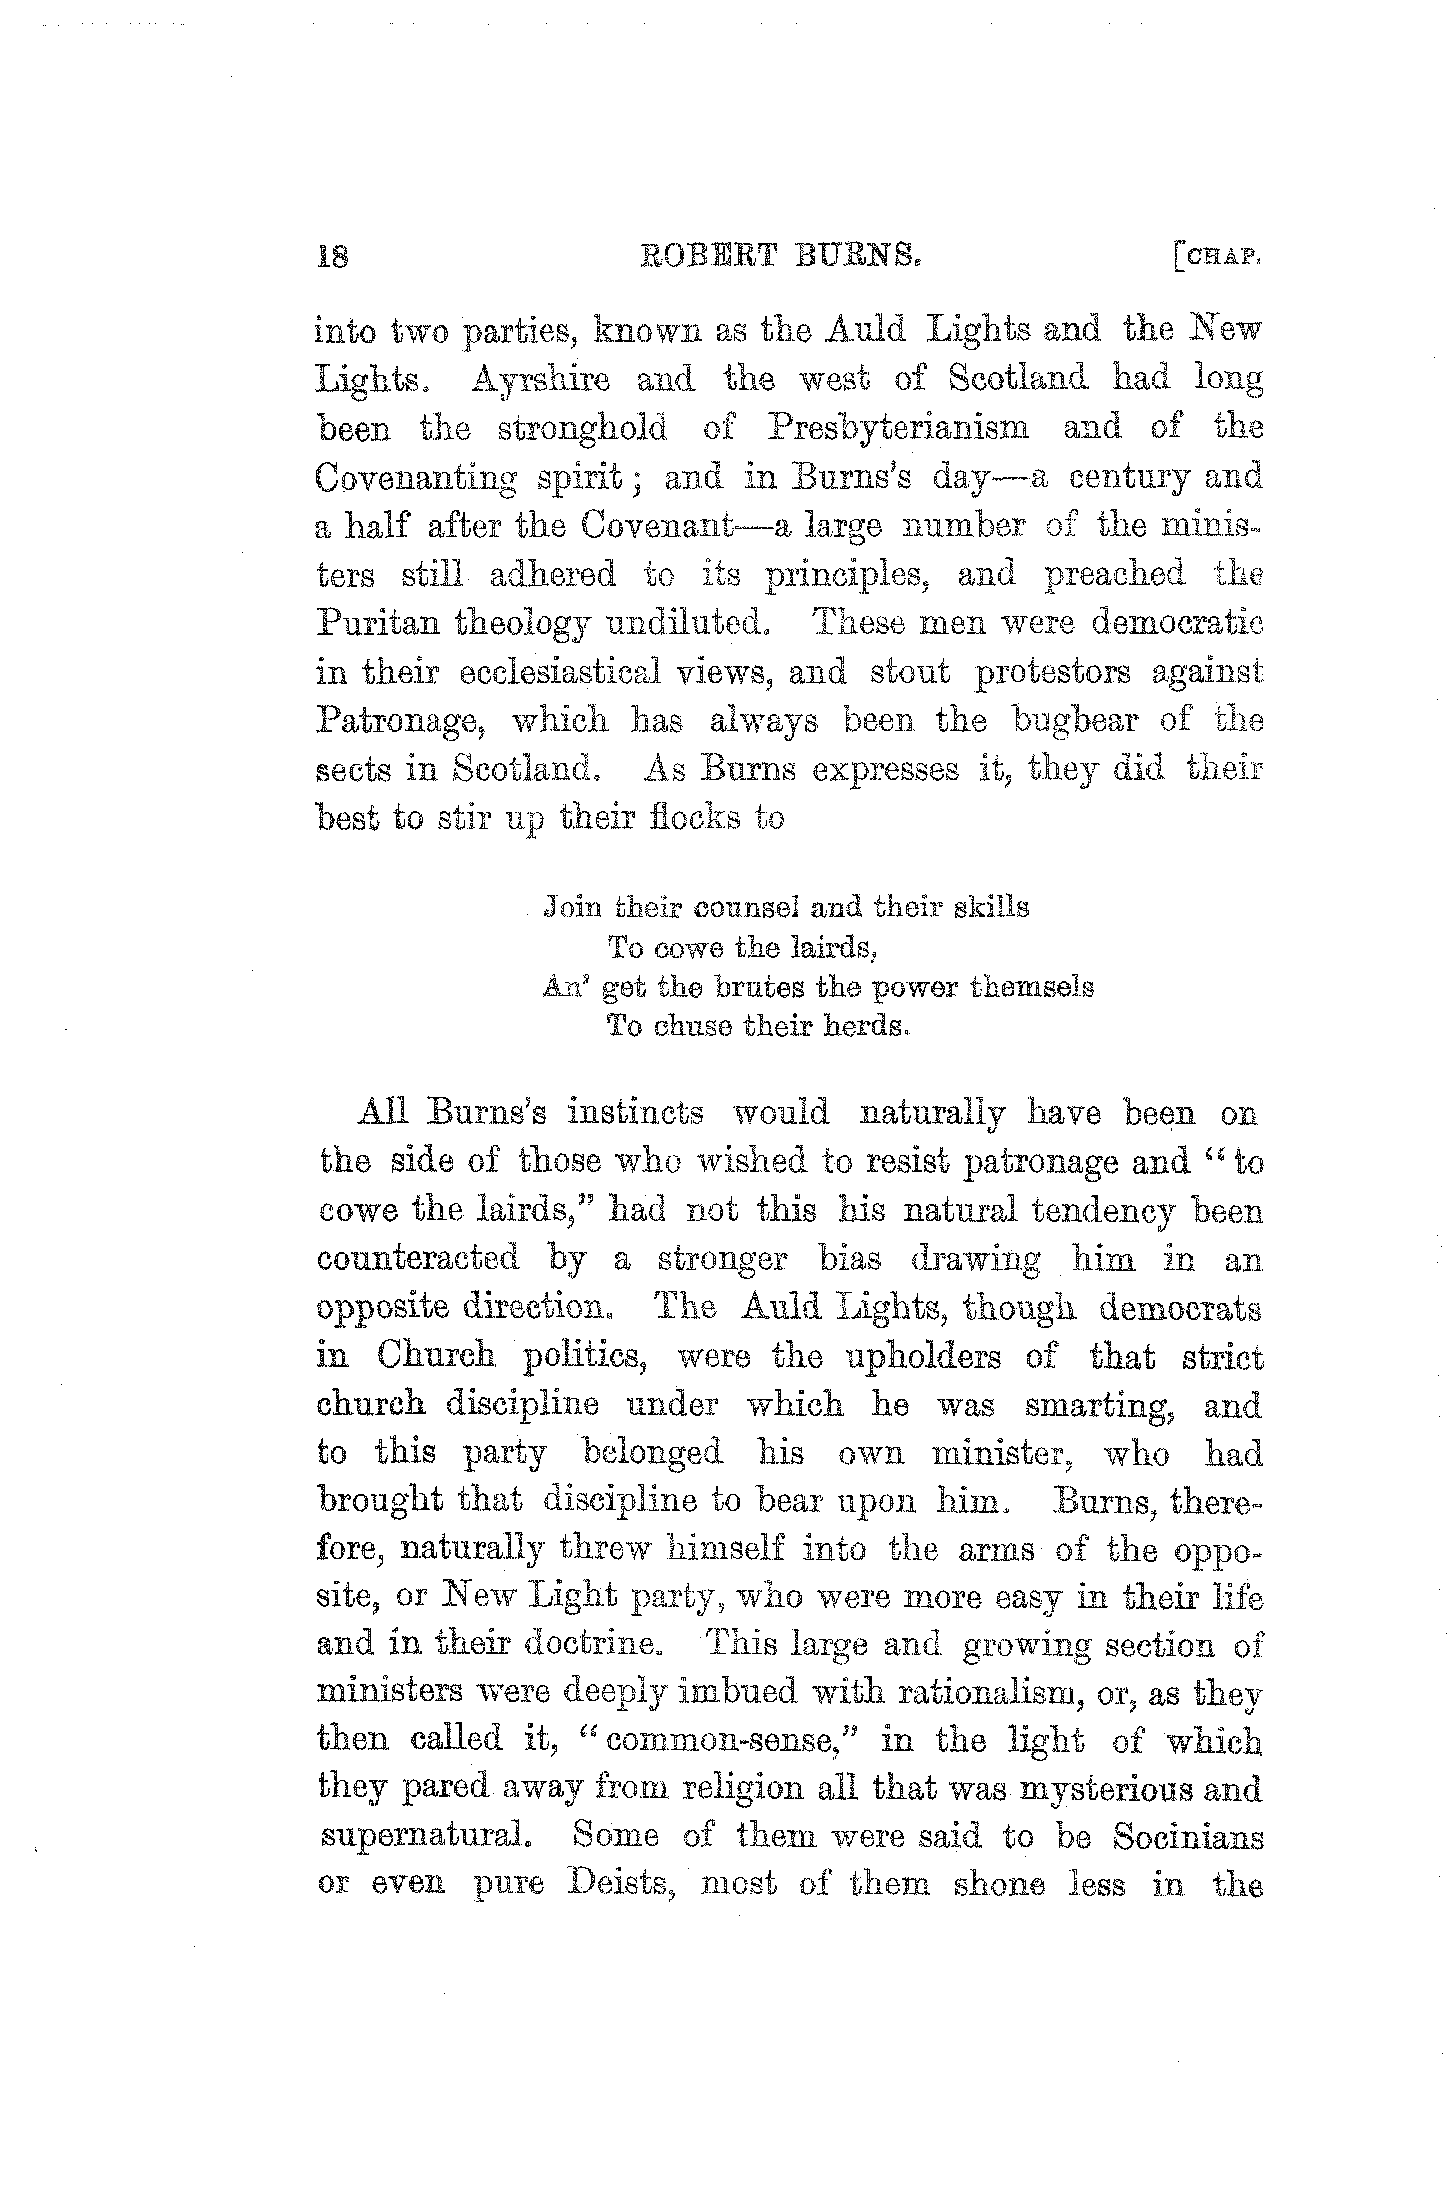 18 ROBERT BURNS. [CHAP.
into two parties, known as the Auld Lights and the New
Lights. Ayrshire and the west of Scotland had long
been the stronghold of Presbyterianism and of the
Covenanting spirit; and in Burns's day—a century and
a half after the Covenant—a large number of the minis-
ters still adhered to its principles, and preached the
Puritan theology undiluted. These men were democratic
in their ecclesiastical views, and stout protestors against
Patronage, which has always been the bugbear of the
sects in Scotland. As Burns expresses it, they did their
best to stir up their flocks to
Join their counsel and their skills
To cowe the lairds,
An' get the brutes the power themsels
To chuse their herds.
All Burns's instincts would naturally have been on
the side of those who wished to resist patronage and "to
cowe the lairds," had not this his natural tendency been
counteracted by a stronger bias drawing him in an
opposite direction. The Auld Lights, though democrats
in Church politics, were the upholders of that strict
church discipline under which he was smarting, and
to this party belonged his own minister, who had
brought that discipline to bear upon him. Burns, there-
fore, naturally threw himself into the arms of the oppo-
site, or New Light party, who were more easy in their life
and in their doctrine. This large and growing section of
ministers were deeply imbued with rationalism, or, as they
then called it, "common-sense," in the light of which
they pared away from religion all that was mysterious and
supernatural. Some of them were said to be Socinians
or even pure Deists, most of them shone less in the